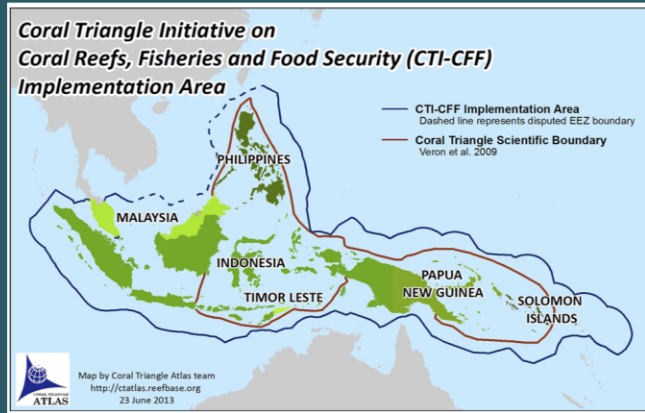 Coral Triangle Initiative on
Coral Reefs, Fisheries and Food Security (CTI-CFF)
Implementation Area
CTI-CFF Implementation Area
Dashed line represents disputed EEZ boundary
Coral Triangle Scientific Boundary
Veron et al. 2009
PHILIPPINES
MALAYSIA
INDONESIA
PAPUA
NEW GUINEA
TIMOR LESTE
SOLOMON
ISLANDS
Map by Coral Triangle Atlas team
http://ctatlas.reefbase.org
23 June 2013
CORAL TRIANGLE
ATLAS